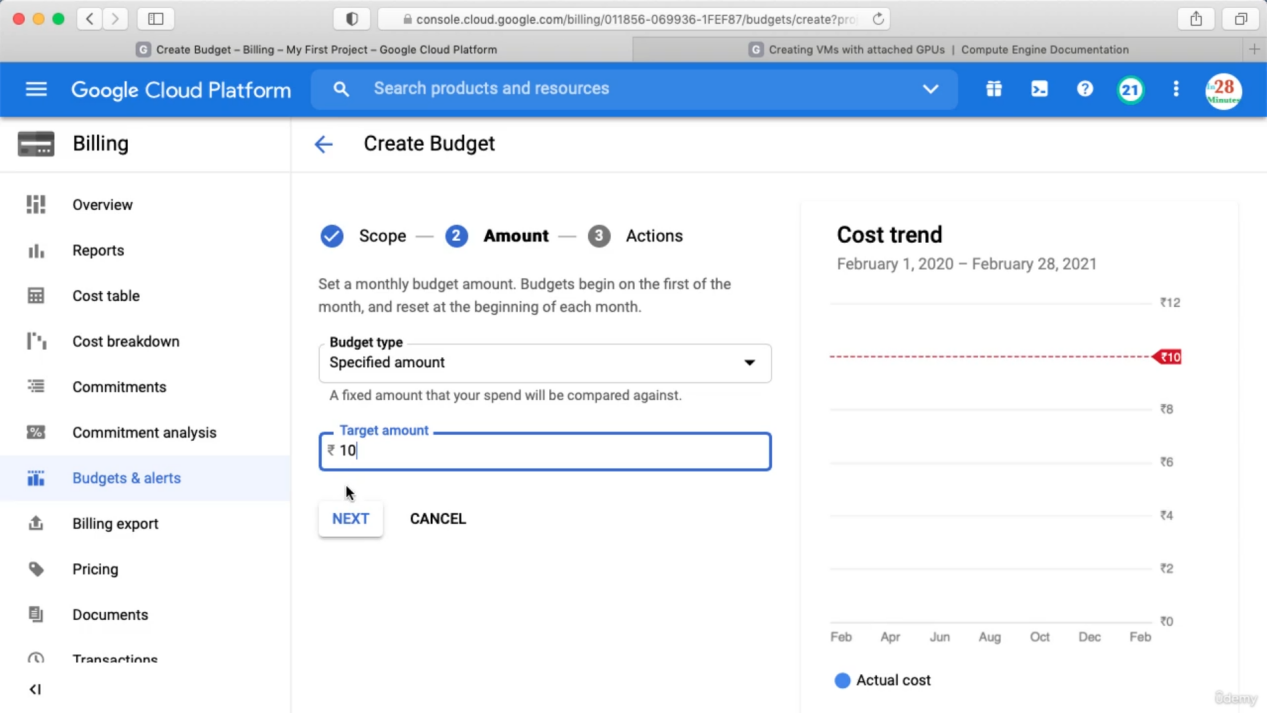 console.cloud.google.com/billing/011856-069936-1FEF87/budgets/create?pro
G Create Budget – Billing – My First Project – Google Cloud Platform
G Creating VMs with attached GPUs | Compute Engine Documentation
Google Cloud Platform
Search products and resources
21
in 28 Minutes
Billing
Create Budget
Overview
Reports
Cost table
Cost breakdown
Commitments
Commitment analysis
Budgets & alerts
Billing export
Pricing
Documents
Transactions
Scope — 2 Amount — 3 Actions
Set a monthly budget amount. Budgets begin on the first of the
month, and reset at the beginning of each month.
Budget type
Specified amount
A fixed amount that your spend will be compared against.
Target amount
₹ 10
NEXT CANCEL
Cost trend
February 1, 2020 – February 28, 2021
₹12
₹10
₹8
₹6
₹4
₹2
₹0
Feb Apr Jun Aug Oct Dec Feb
Actual cost
ûdemy